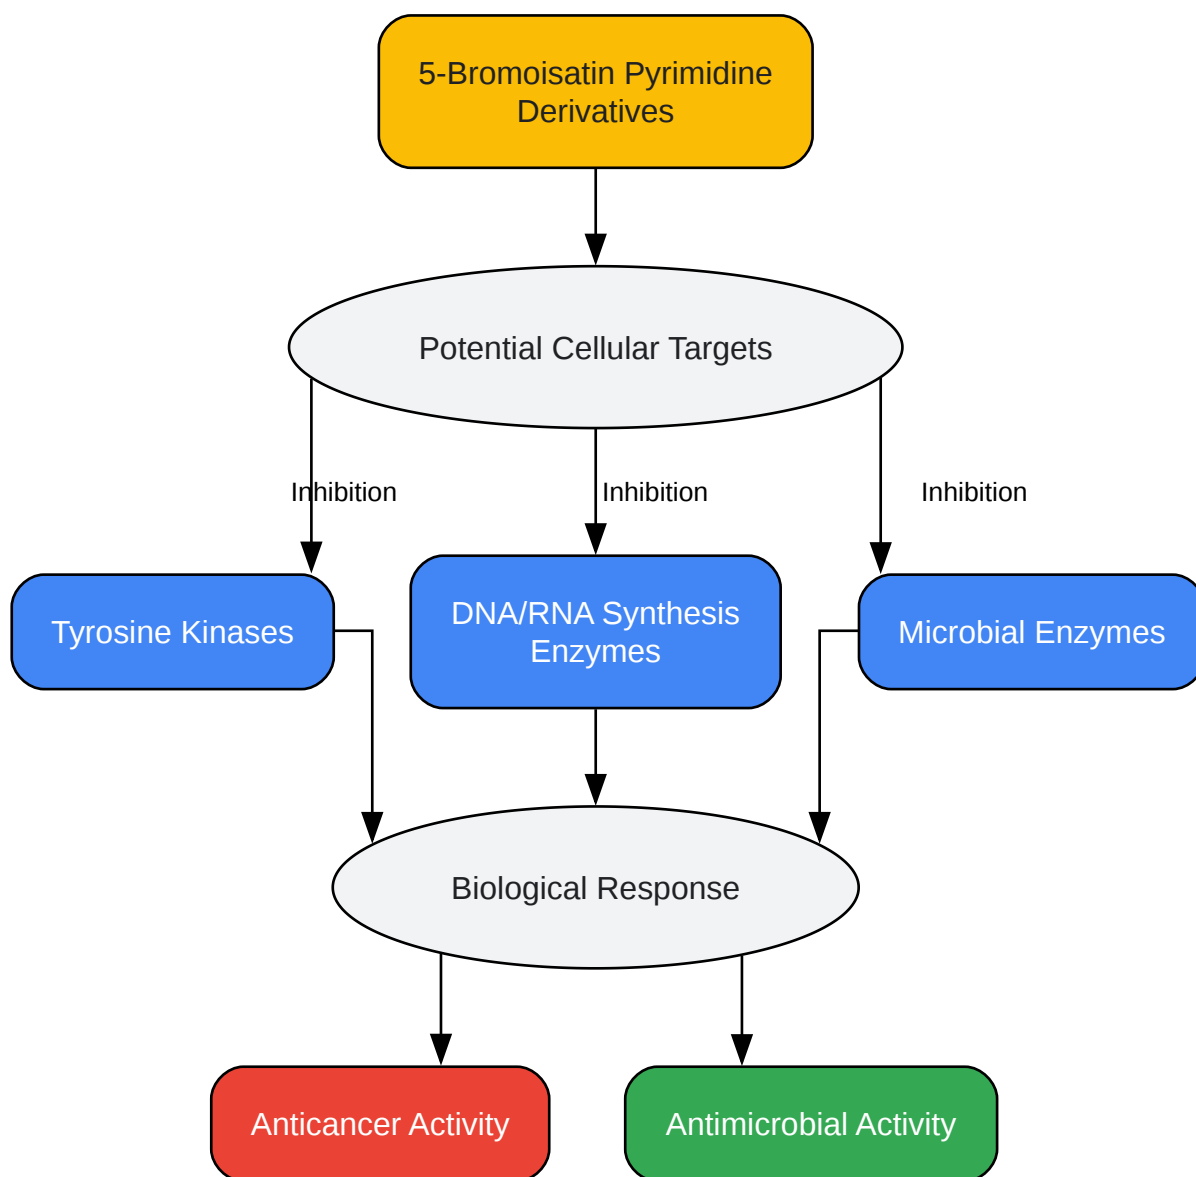 5-Bromoisatin Pyrimidine
Derivatives
Potential Cellular Targets
Inhibition
Inhibition
Inhibition
Tyrosine Kinases
DNA/RNA Synthesis
Enzymes
Microbial Enzymes
Biological Response
Anticancer Activity
Antimicrobial Activity